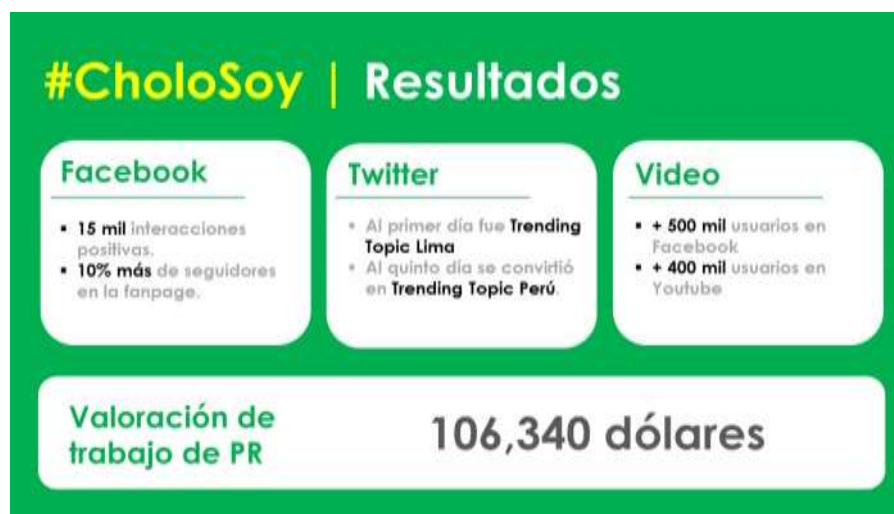 #CholoSoy | Resultados
Facebook
▪ 15 mil interacciones
positivas.
▪ 10% más de seguidores
en la fanpage.
Twitter
▪ Al primer día fue Trending
Topic Lima
▪ Al quinto día se convirtió
en Trending Topic Perú.
Video
▪ + 500 mil usuarios en
Facebook
▪ + 400 mil usuarios en
Youtube
Valoración de
trabajo de PR
106,340 dólares